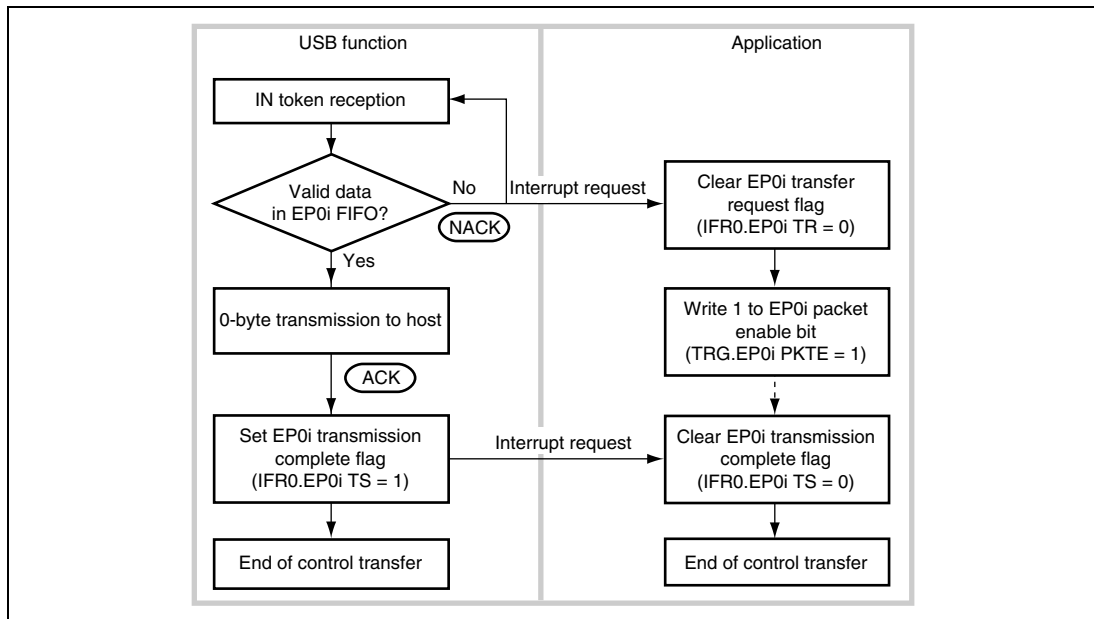 USB function
Application
IN token reception
Valid data
in EP0i FIFO?
No
Interrupt request
NACK
Yes
Clear EP0i transfer
request flag
(IFR0.EP0i TR = 0)
0-byte transmission to host
Write 1 to EP0i packet
enable bit
(TRG.EP0i PKTE = 1)
ACK
Set EP0i transmission
complete flag
(IFR0.EP0i TS = 1)
Interrupt request
Clear EP0i transmission
complete flag
(IFR0.EP0i TS = 0)
End of control transfer
End of control transfer